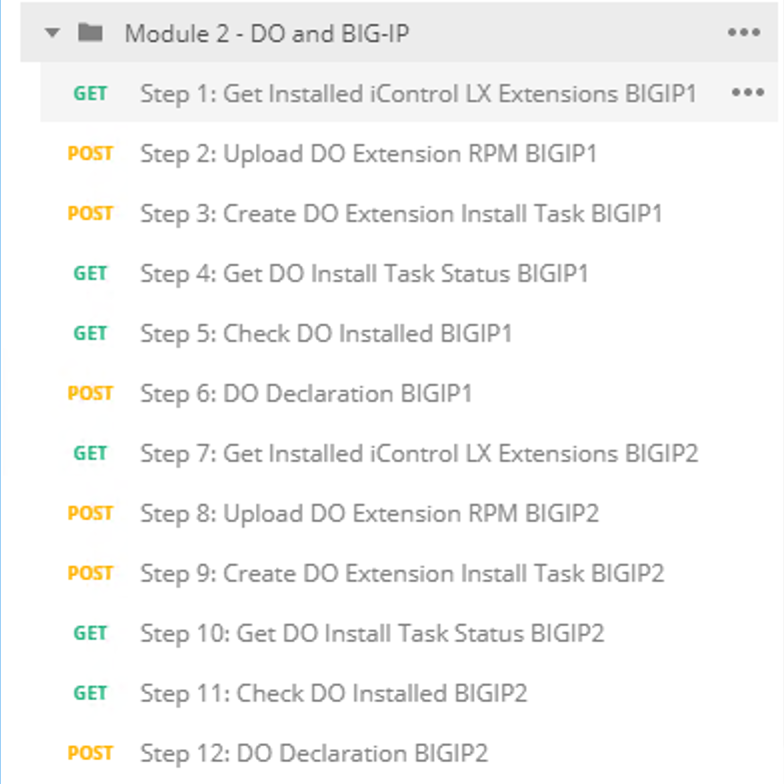 Module 2 - DO and BIG-IP
GET Step 1: Get Installed iControl LX Extensions BIGIP1
POST Step 2: Upload DO Extension RPM BIGIP1
POST Step 3: Create DO Extension Install Task BIGIP1
GET Step 4: Get DO Install Task Status BIGIP1
GET Step 5: Check DO Installed BIGIP1
POST Step 6: DO Declaration BIGIP1
GET Step 7: Get Installed iControl LX Extensions BIGIP2
POST Step 8: Upload DO Extension RPM BIGIP2
POST Step 9: Create DO Extension Install Task BIGIP2
GET Step 10: Get DO Install Task Status BIGIP2
GET Step 11: Check DO Installed BIGIP2
POST Step 12: DO Declaration BIGIP2